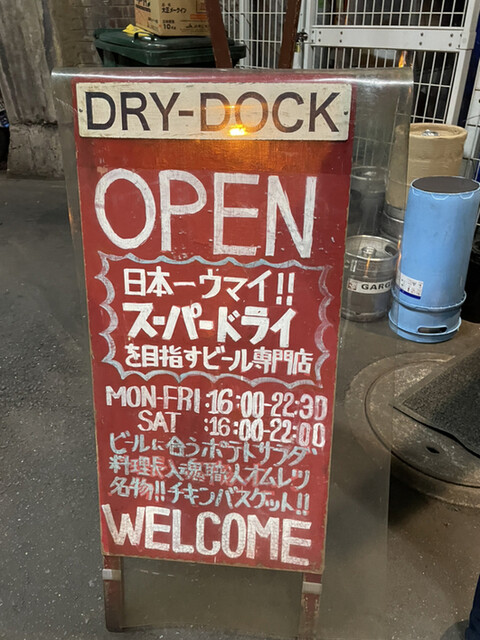 DRY-DOCK
OPEN
日本一ウマイ!!
スーパードライ
を目指すビール専門店
MON-FRI:16:00-22:30
SAT :16:00-22:00
ビールに合うポテトサラダ
料理長入魂職人オムレツ
名物!!チキンバスケット!!
WELCOME
GARG